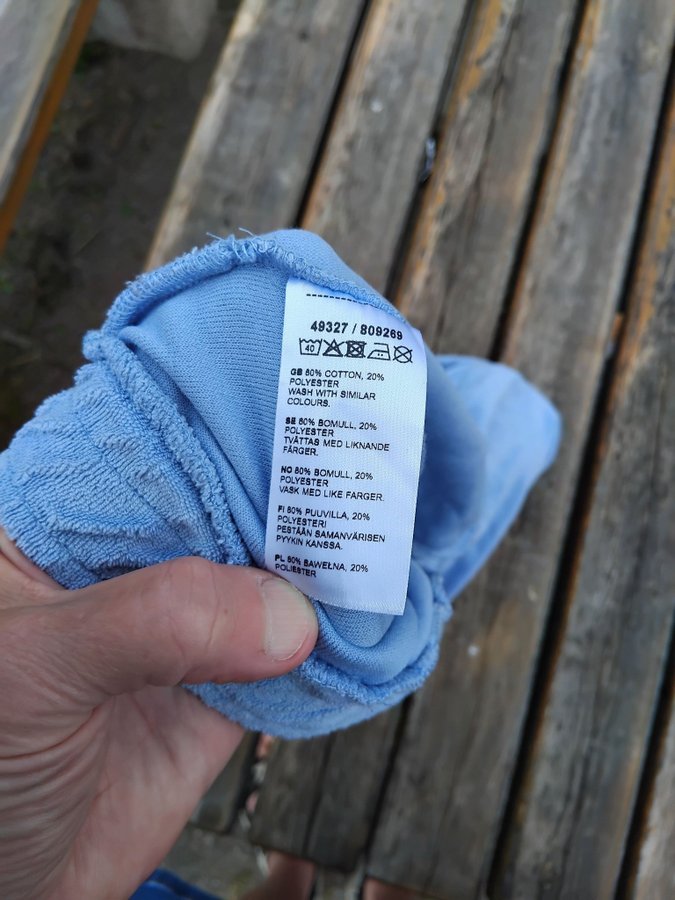 49327 / 809269
40
GB 80% COTTON, 20%
POLYESTER
WASH WITH SIMILAR
COLOURS.
SE 80% BOMULL, 20%
POLYESTER
TVÄTTAS MED LIKNANDE
FÄRGER.
NO 80% BOMULL, 20%
POLYESTER
VASK MED LIKE FARGER.
FI 80% PUUVILLA, 20%
POLYESTERI
PESTÄÄN SAMANVÄRISEN
PYYKIN KANSSA.
PL 80% BAWEŁNA, 20%
POLIESTER